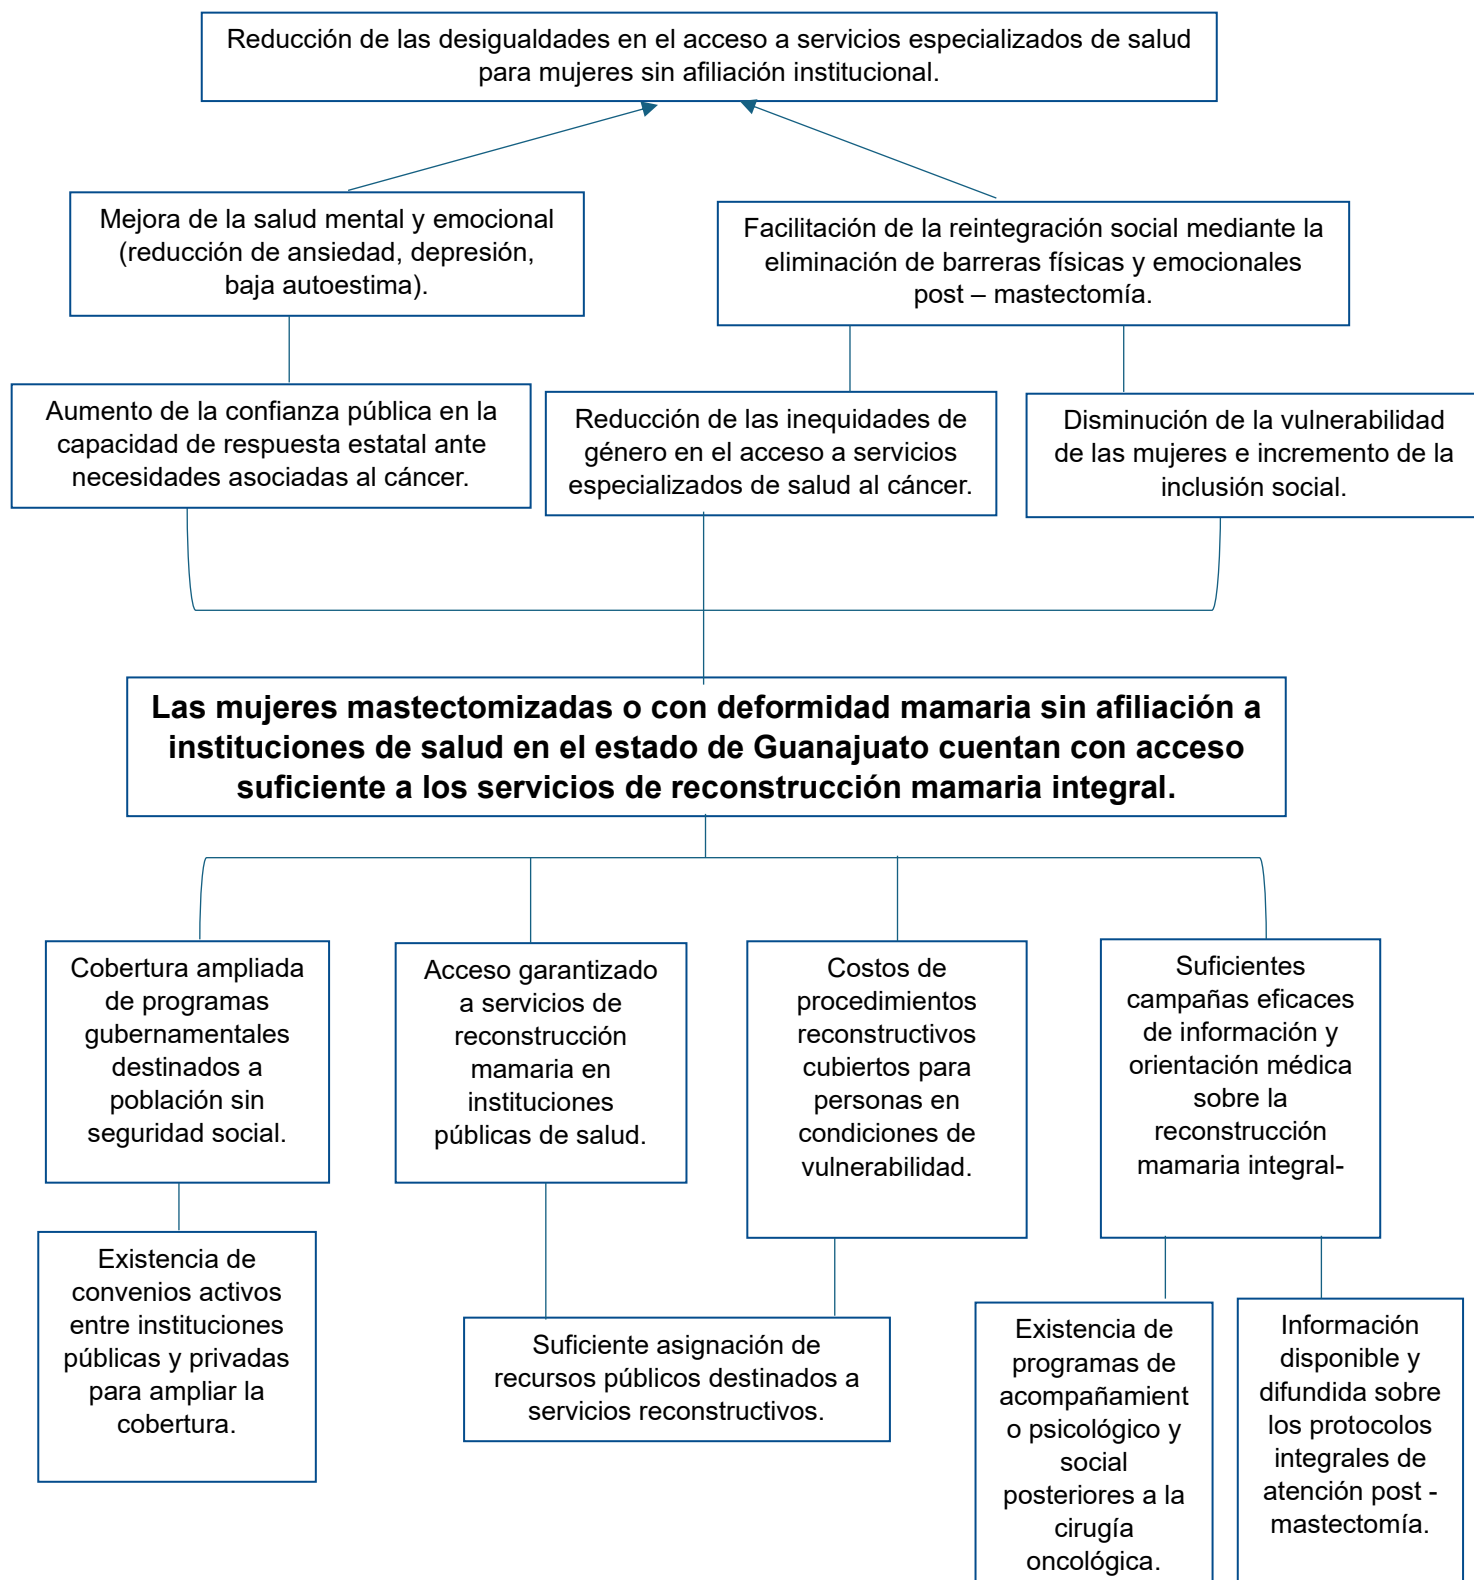 Reducción de las desigualdades en el acceso a servicios especializados de salud
para mujeres sin afiliación institucional.
Mejora de la salud mental y emocional
(reducción de ansiedad, depresión,
baja autoestima).
Facilitación de la reintegración social mediante la
eliminación de barreras físicas y emocionales
post – mastectomía.
Aumento de la confianza pública en la
capacidad de respuesta estatal ante
necesidades asociadas al cáncer.
Reducción de las inequidades de
género en el acceso a servicios
especializados de salud al cáncer.
Disminución de la vulnerabilidad
de las mujeres e incremento de la
inclusión social.
Las mujeres mastectomizadas o con deformidad mamaria sin afiliación a
instituciones de salud en el estado de Guanajuato cuentan con acceso
suficiente a los servicios de reconstrucción mamaria integral.
Cobertura ampliada
de programas
gubernamentales
destinados a
población sin
seguridad social.
Acceso garantizado
a servicios de
reconstrucción
mamaria en
instituciones
públicas de salud.
Costos de
procedimientos
reconstructivos
cubiertos para
personas en
condiciones de
vulnerabilidad.
Suficientes
campañas eficaces
de información y
orientación médica
sobre la
reconstrucción
mamaria integral-
Existencia de
convenios activos
entre instituciones
públicas y privadas
para ampliar la
cobertura.
Suficiente asignación de
recursos públicos destinados a
servicios reconstructivos.
Existencia de
programas de
acompañamient
o psicológico y
social
posteriores a la
cirugía
oncológica.
Información
disponible y
difundida sobre
los protocolos
integrales de
atención post -
mastectomía.